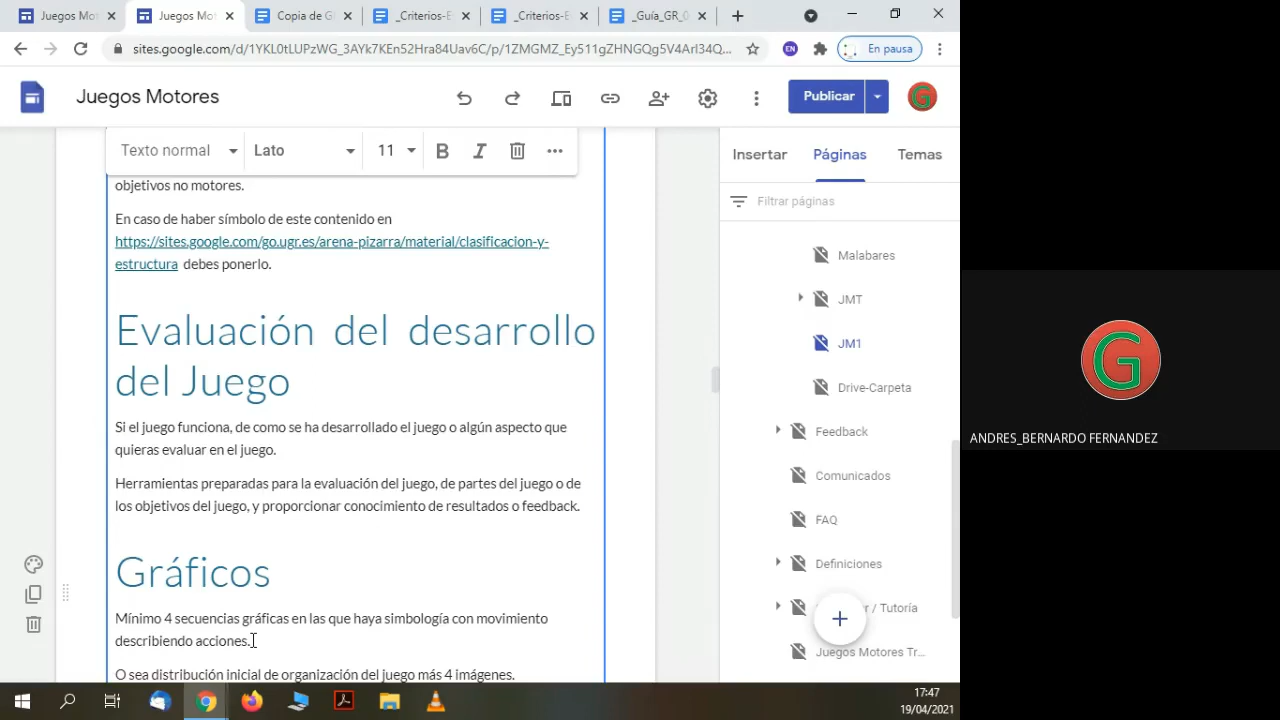 Juegos Mot
Juegos Mot
Copia de G
_Criterios-E
_Criterios-E
_Guía_GR_0
sites.google.com/d/1YKL0tLUPzWG_3AYk7KEn52Hra84Uav6C/p/1ZMGMZ_Ey511gZHNGQg5V4Arl34Q...
EN
En pausa
Juegos Motores
Publicar
G
Texto normal
Lato
11
B
I
Insertar
Páginas
Temas
Filtrar páginas
objetivos no motores.
En caso de haber símbolo de este contenido en
https://sites.google.com/go.ugr.es/arena-pizarra/material/clasificacion-y-
estructura debes ponerlo.
Evaluación del desarrollo
del Juego
Si el juego funciona, de como se ha desarrollado el juego o algún aspecto que
quieras evaluar en el juego.
Herramientas preparadas para la evaluación del juego, de partes del juego o de
los objetivos del juego, y proporcionar conocimiento de resultados o feedback.
Gráficos
Mínimo 4 secuencias gráficas en las que haya simbología con movimiento
describiendo acciones.
O sea distribución inicial de organización del juego más 4 imágenes.
Malabares
JMT
JM1
Drive-Carpeta
Feedback
Comunicados
FAQ
Definiciones
/ Tutoría
Juegos Motores Tr...
G
ANDRES_BERNARDO FERNANDEZ
17:47
19/04/2021